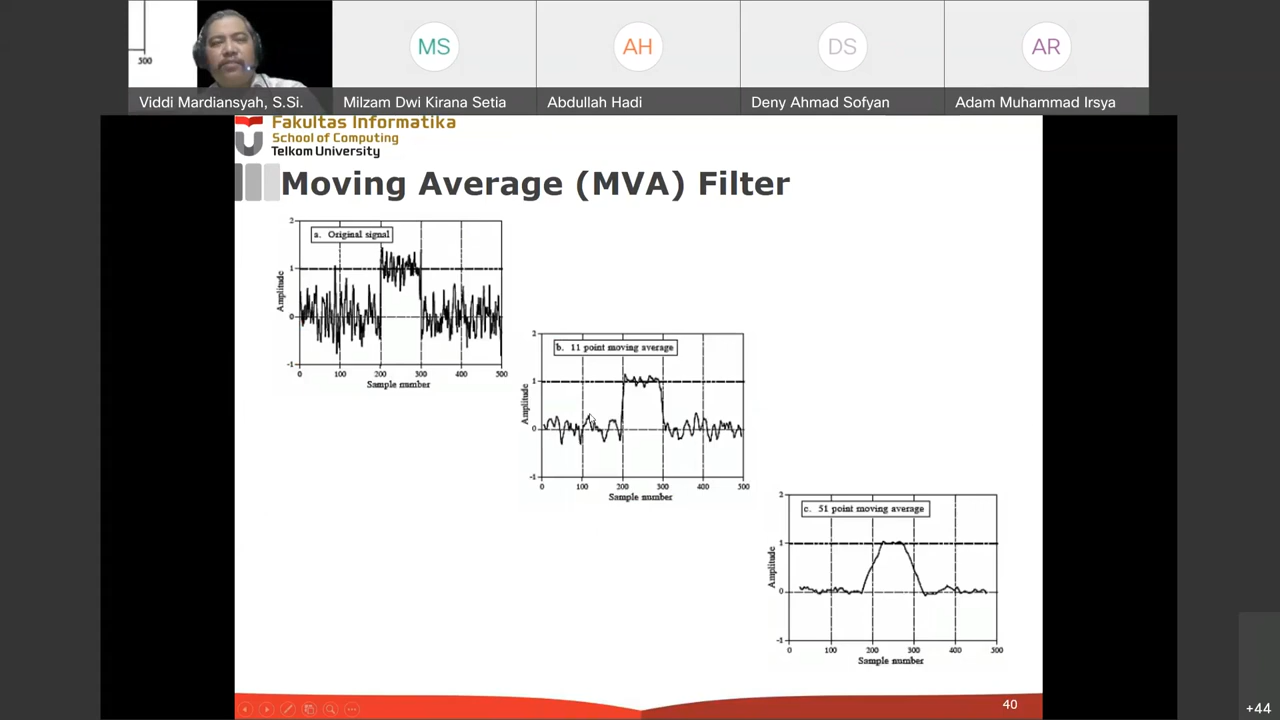 300
MS
AH
DS
AR
Viddi Mardiansyah, S.Si.
Milzam Dwi Kirana Setia
Abdullah Hadi
Deny Ahmad Sofyan
Adam Muhammad Irsya
Fakultas Informatika
School of Computing
Telkom University
Moving Average (MVA) Filter
2
a. Original signal
1
Amplitude
0
-1
0 100 200 300 400 500
Sample number
2
b. 11 point moving average
1
Amplitude
0
-1
0 100 200 300 400 500
Sample number
2
c. 51 point moving average
1
Amplitude
0
-1
0 100 200 300 400 500
Sample number
40
+44